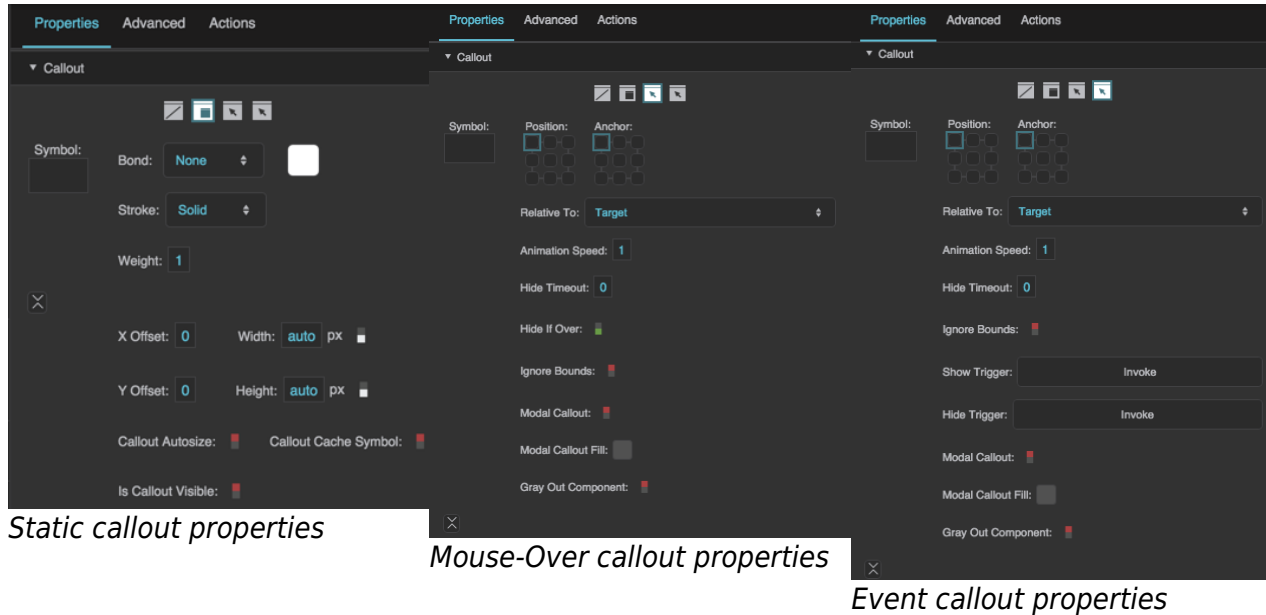 Properties Advanced Actions
▾ Callout
Symbol:
Bond: None
Stroke: Solid
Weight: 1
X Offset: 0 Width: auto px
Y Offset: 0 Height: auto px
Callout Autosize: Callout Cache Symbol:
Is Callout Visible:
Static callout properties
Properties Advanced Actions
▾ Callout
Symbol: Position: Anchor:
Relative To: Target
Animation Speed: 1
Hide Timeout: 0
Hide If Over:
Ignore Bounds:
Modal Callout:
Modal Callout Fill:
Gray Out Component:
Mouse-Over callout properties
Properties Advanced Actions
▾ Callout
Symbol: Position: Anchor:
Relative To: Target
Animation Speed: 1
Hide Timeout: 0
Ignore Bounds:
Show Trigger: Invoke
Hide Trigger: Invoke
Modal Callout:
Modal Callout Fill:
Gray Out Component:
Event callout properties